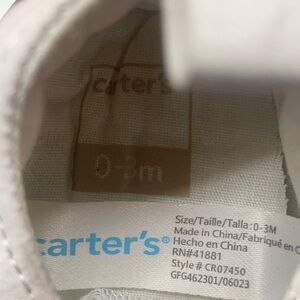 carter's
0-3m
carter's®
Size/Taille/Talla: 0-3M
Made in China/Fabriqué en C
Hecho en China
RN#41881
Style # CR07450
GFG462301/06023